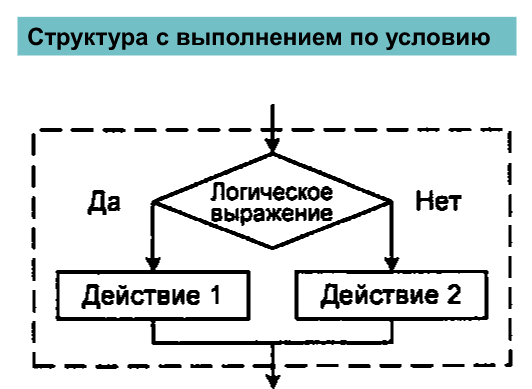 Структура с выполнением по условию
Логическое
выражение
Да
Нет
Действие 1
Действие 2